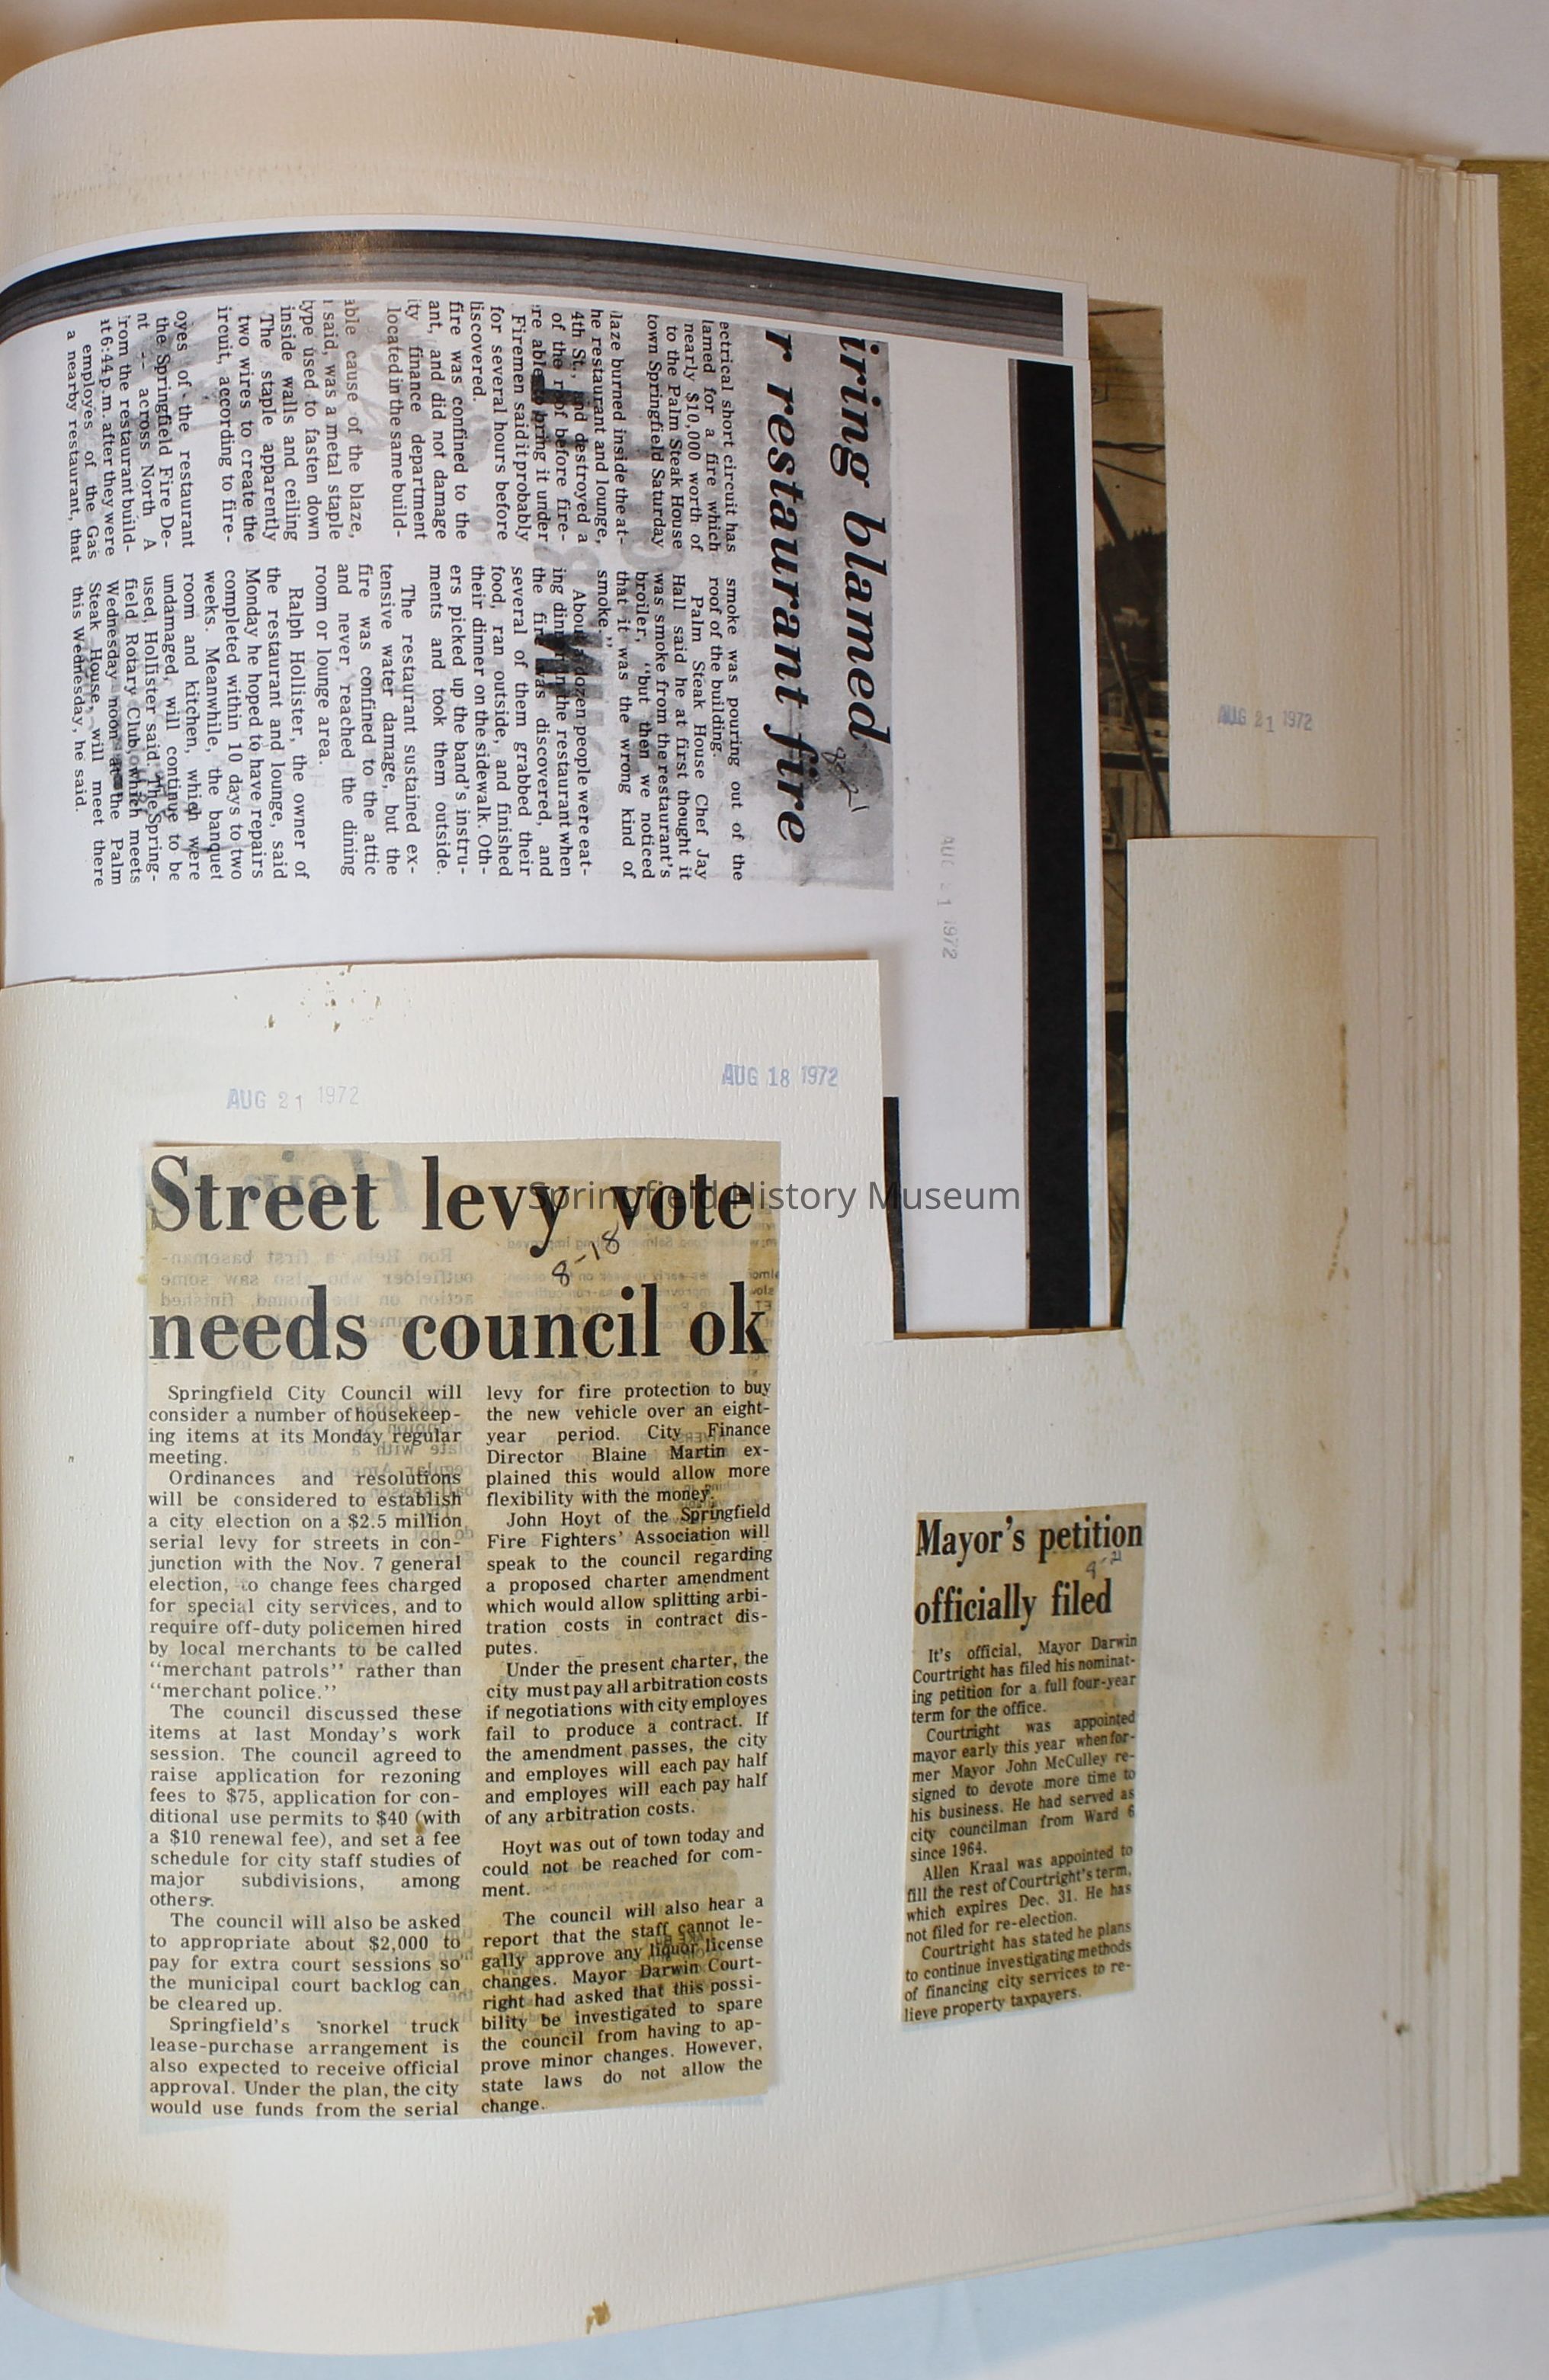 iring blamed
r restaurant fire
ectrical short circuit has
lamed for a fire which
nearly $10,000 worth of
to the Palm Steak House
town Springfield Saturday
laze burned inside the at-
he restaurant and lounge,
4th St., and destroyed a
of the roof before fire-
re able to bring it under
Firemen said it probably
for several hours before
liscovered.
fire was confined to the
ant, and did not damage
ity finance department
located in the same build-
able cause of the blaze,
said, was a metal staple
type used to fasten down
inside walls and ceiling
The staple apparently
two wires to create the
ircuit, according to fire-
oyes of the restaurant
the Springfield Fire De-
nt -- across North A
from the restaurant build-
at 6:44 p.m. after they were
employes of the Gas
a nearby restaurant, that
smoke was pouring out of the
roof of the building.
Palm Steak House Chef Jay
Hall said he at first thought it
was smoke from the restaurant's
broiler, "but then we noticed
that it was the wrong kind of
smoke."
About a dozen people were eat-
ing dinner in the restaurant when
the fire was discovered, and
several of them grabbed their
food, ran outside, and finished
their dinner on the sidewalk. Oth-
ers picked up the band's instru-
ments and took them outside.
The restaurant sustained ex-
tensive water damage, but the
fire was confined to the attic
and never reached the dining
room or lounge area.
Ralph Hollister, the owner of
the restaurant and lounge, said
Monday he hoped to have repairs
completed within 10 days to two
weeks. Meanwhile, the banquet
room and kitchen, which were
undamaged, will continue to be
used, Hollister said. The Spring-
field Rotary Club, which meets
Wednesday noon at the Palm
Steak House, will meet there
this Wednesday, he said.
AUG 21 1972
AUG 21 1972
AUG 21 1972
AUG 18 1972
Street levy vote
8-18
needs council ok
Springfield City Council will
consider a number of housekeep-
ing items at its Monday regular
meeting.
Ordinances and resolutions
will be considered to establish
a city election on a $2.5 million
serial levy for streets in con-
junction with the Nov. 7 general
election, to change fees charged
for special city services, and to
require off-duty policemen hired
by local merchants to be called
"merchant patrols" rather than
"merchant police."
The council discussed these
items at last Monday's work
session. The council agreed to
raise application for rezoning
fees to $75, application for con-
ditional use permits to $40 (with
a $10 renewal fee), and set a fee
schedule for city staff studies of
major subdivisions, among
others.
The council will also be asked
to appropriate about $2,000 to
pay for extra court sessions so
the municipal court backlog can
be cleared up.
Springfield's snorkel truck
lease-purchase arrangement is
also expected to receive official
approval. Under the plan, the city
would use funds from the serial
levy for fire protection to buy
the new vehicle over an eight-
year period. City Finance
Director Blaine Martin ex-
plained this would allow more
flexibility with the money.
John Hoyt of the Springfield
Fire Fighters' Association will
speak to the council regarding
a proposed charter amendment
which would allow splitting arbi-
tration costs in contract dis-
putes.
Under the present charter, the
city must pay all arbitration costs
if negotiations with city employes
fail to produce a contract. If
the amendment passes, the city
and employes will each pay half
and employes will each pay half
of any arbitration costs.
Hoyt was out of town today and
could not be reached for com-
ment.
The council will also hear a
report that the staff cannot le-
gally approve any liquor license
changes. Mayor Darwin Court-
right had asked that this possi-
bility be investigated to spare
the council from having to ap-
prove minor changes. However,
state laws do not allow the
change.
Mayor's petition
officially filed
It's official, Mayor Darwin
Courtright has filed his nominat-
ing petition for a full four-year
term for the office.
Courtright was appointed
mayor early this year when for-
mer Mayor John McCulley re-
signed to devote more time to
his business. He had served as
city councilman from Ward 6
since 1964.
Allen Kraal was appointed to
fill the rest of Courtright's term,
which expires Dec. 31. He has
not filed for re-election.
Courtright has stated he plans
to continue investigating methods
of financing city services to re-
lieve property taxpayers.
Springfield History Museum